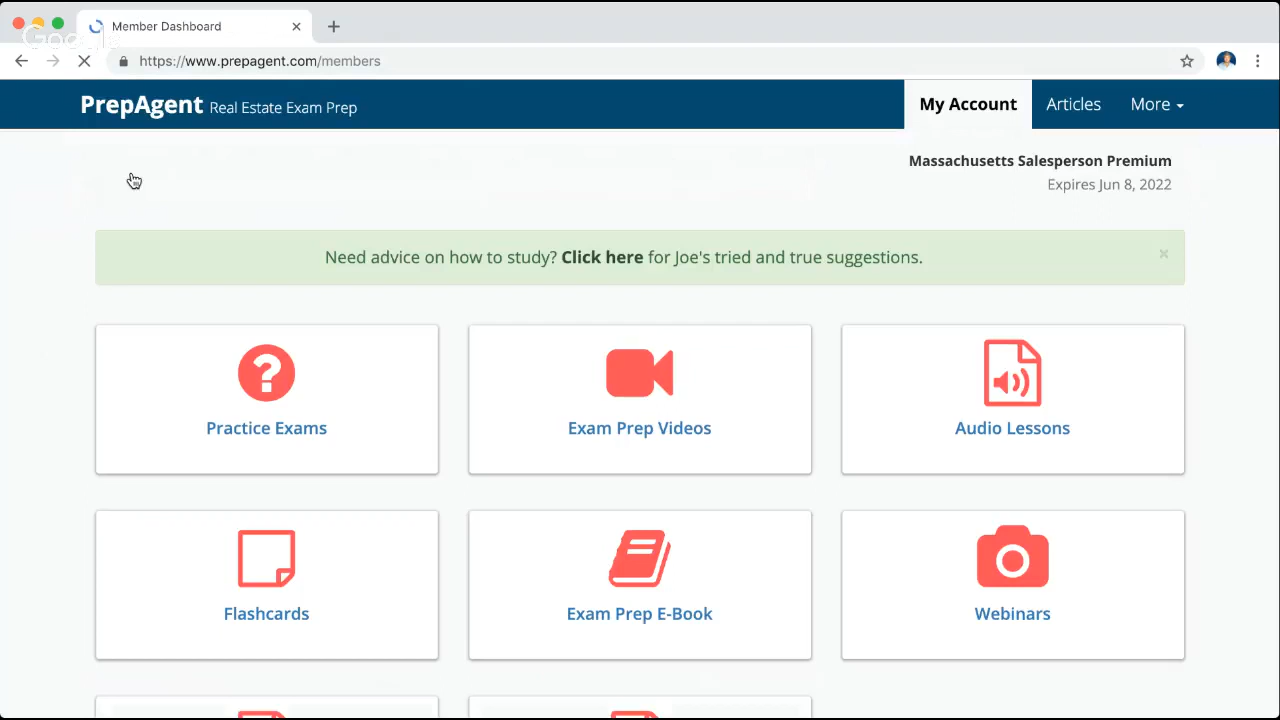 Member Dashboard
Google
https://www.prepagent.com/members
PrepAgent Real Estate Exam Prep
My Account
Articles
More
Massachusetts Salesperson Premium
Expires Jun 8, 2022
Need advice on how to study? Click here for Joe's tried and true suggestions.
Practice Exams
Exam Prep Videos
Audio Lessons
Flashcards
Exam Prep E-Book
Webinars